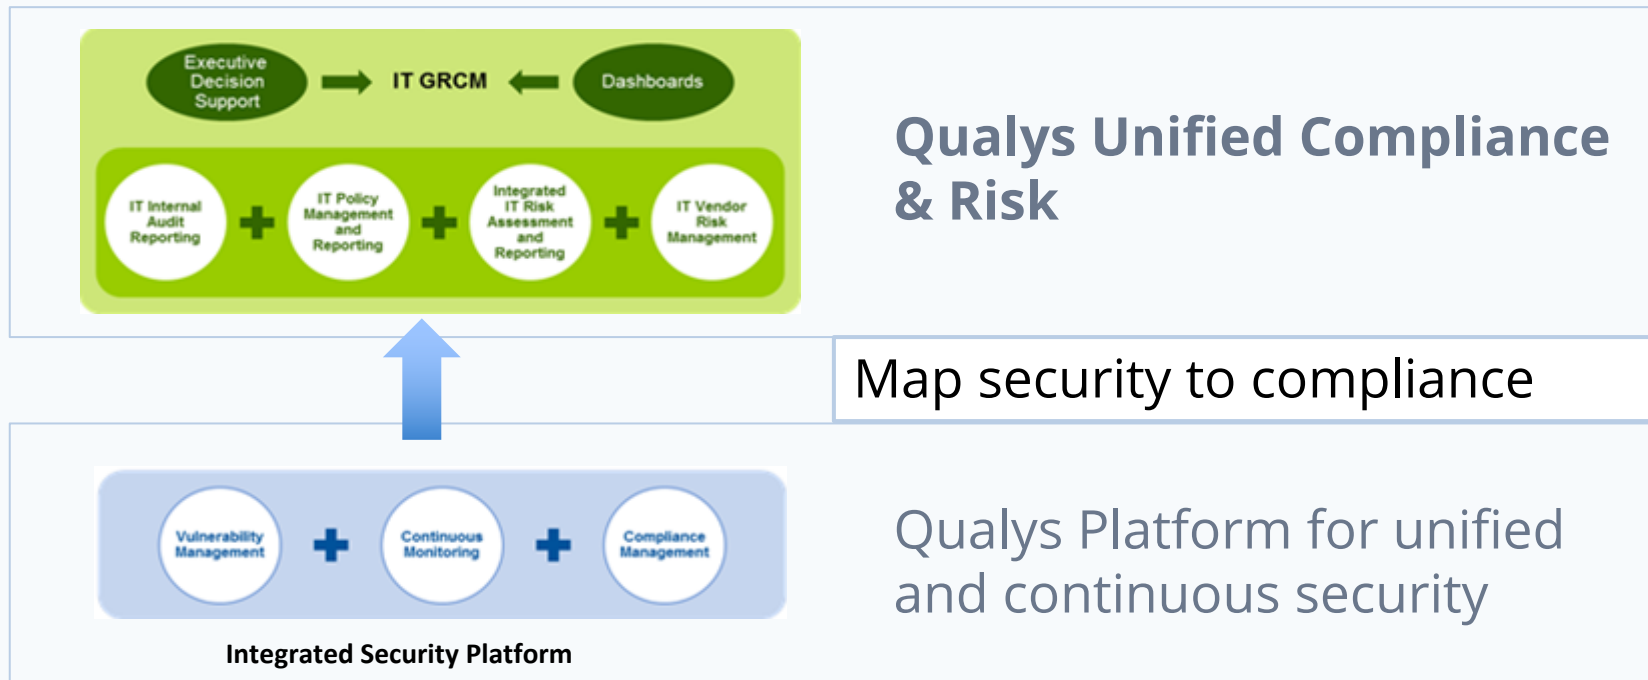 Executive
Decision
Support
IT GRCM
Dashboards
IT Internal
Audit
Reporting
IT Policy
Management
and
Reporting
Integrated
IT Risk
Assessment
and
Reporting
IT Vendor
Risk
Management
Qualys Unified Compliance
& Risk
Map security to compliance
Vulnerability
Management
Continuous
Monitoring
Compliance
Management
Integrated Security Platform
Qualys Platform for unified
and continuous security